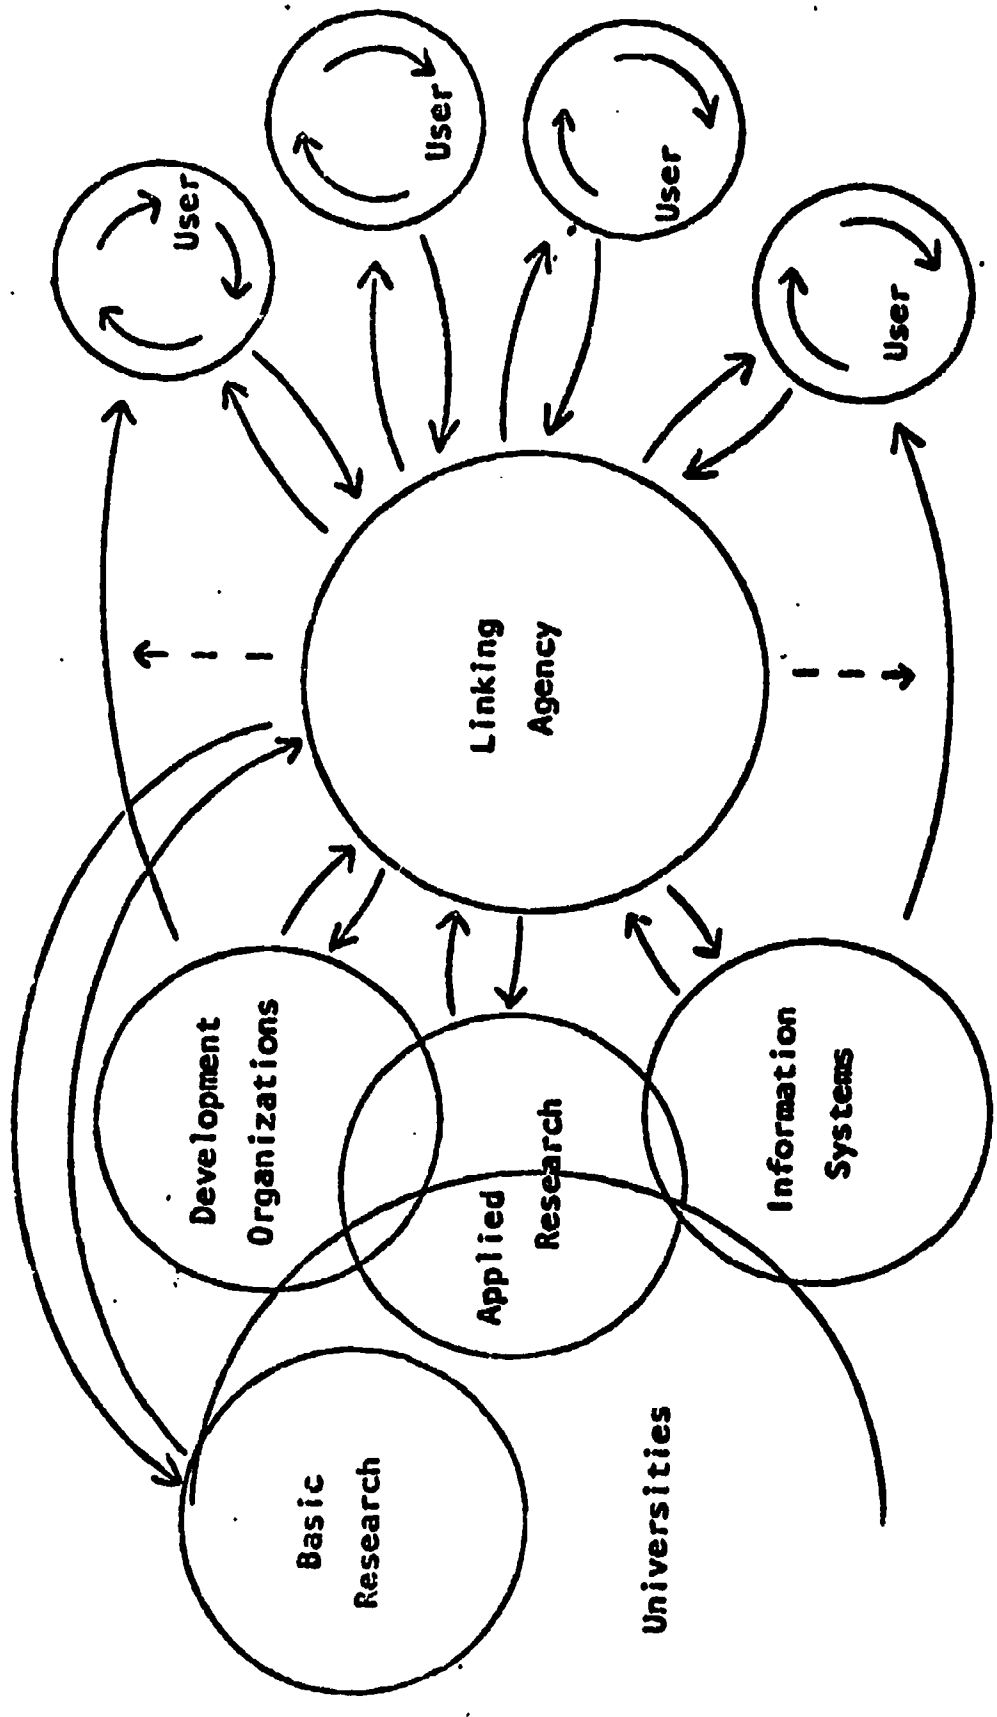 Basic
Research
Universities
Development
Organizations
Applied
Research
Information
Systems
Linking
Agency
User
User
User
User